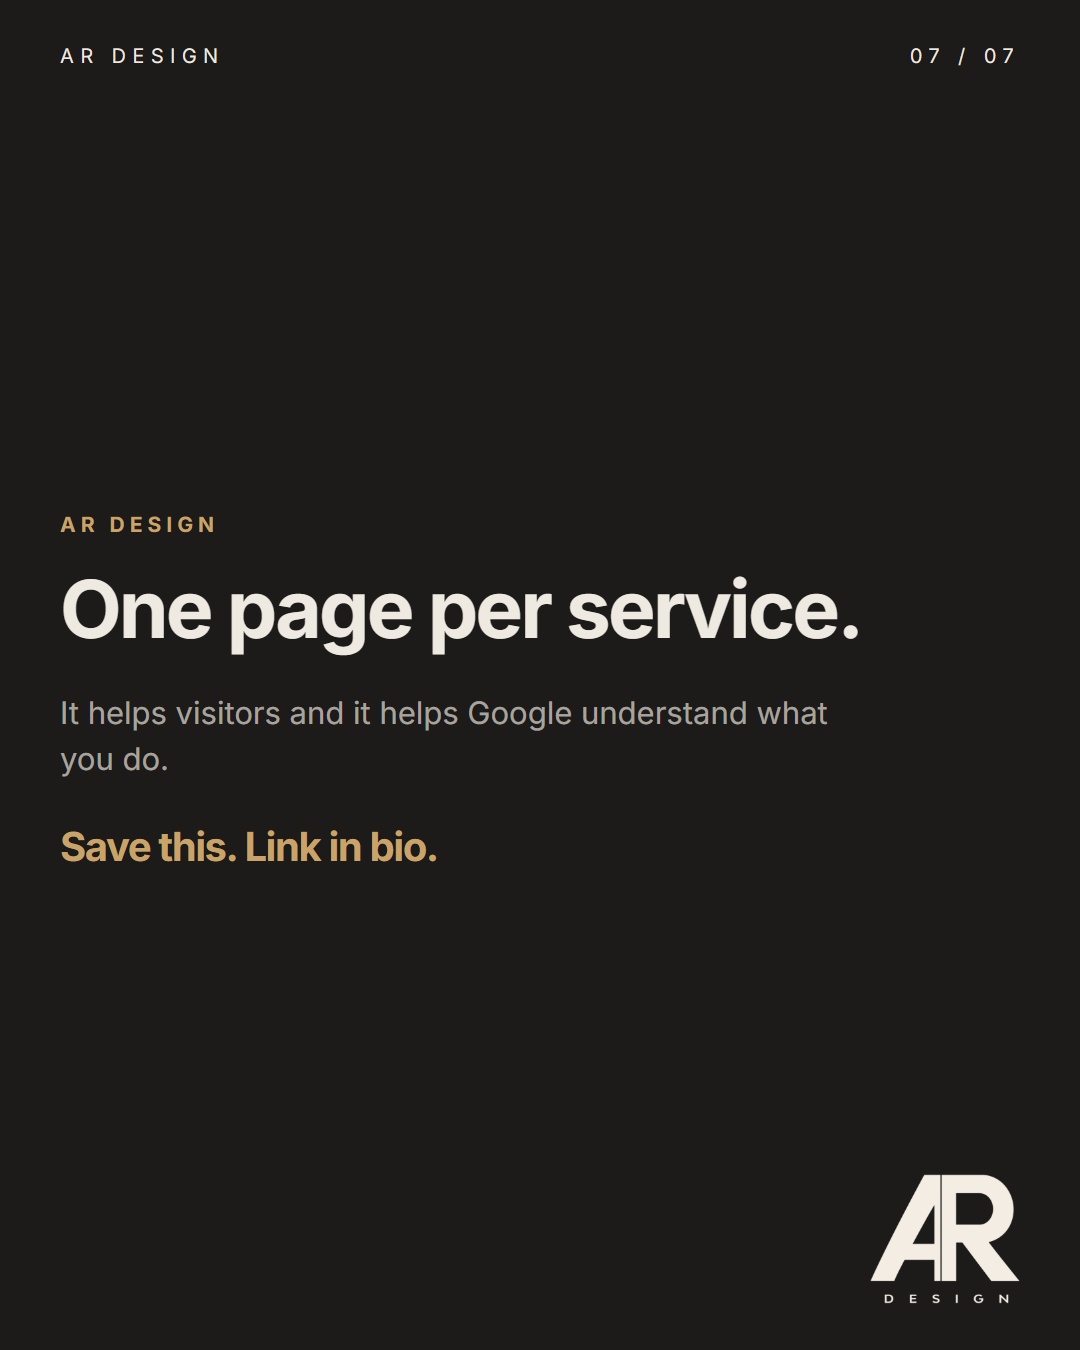 AR DESIGN
07 / 07
AR DESIGN
One page per service.
It helps visitors and it helps Google understand what
you do.
Save this. Link in bio.
AR
DESIGN